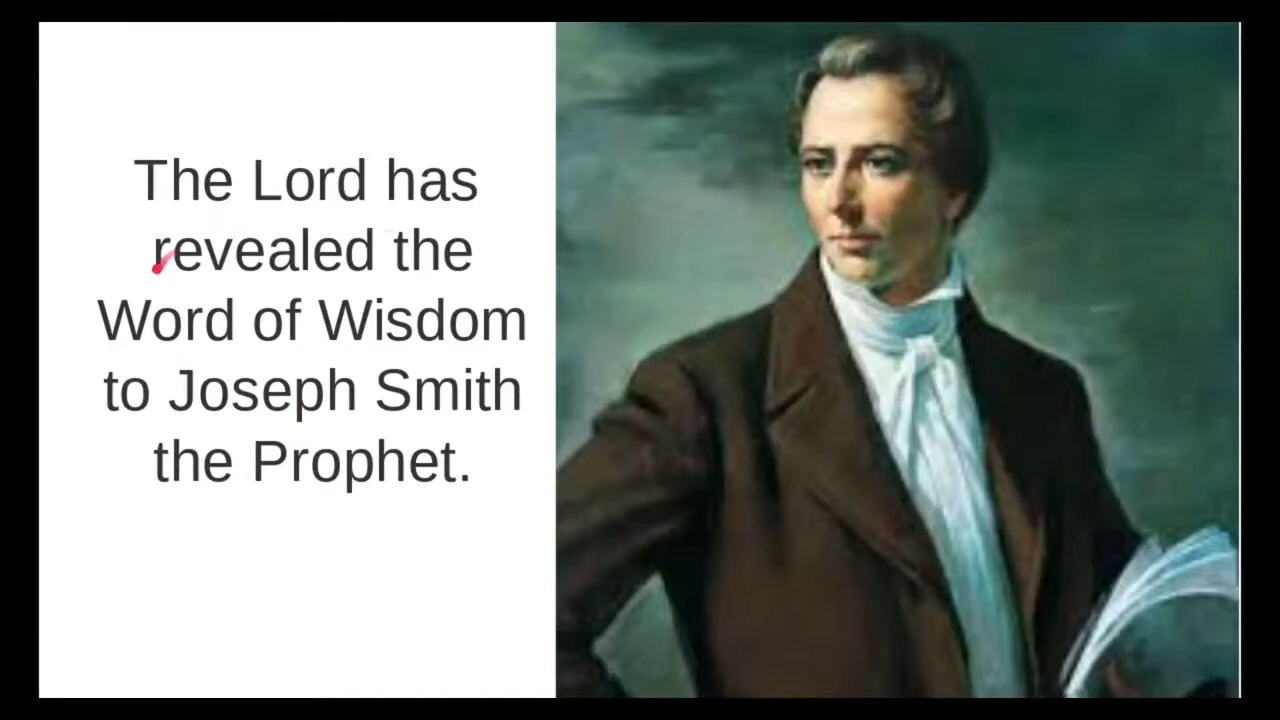 The Lord has
revealed the
Word of Wisdom
to Joseph Smith
the Prophet.